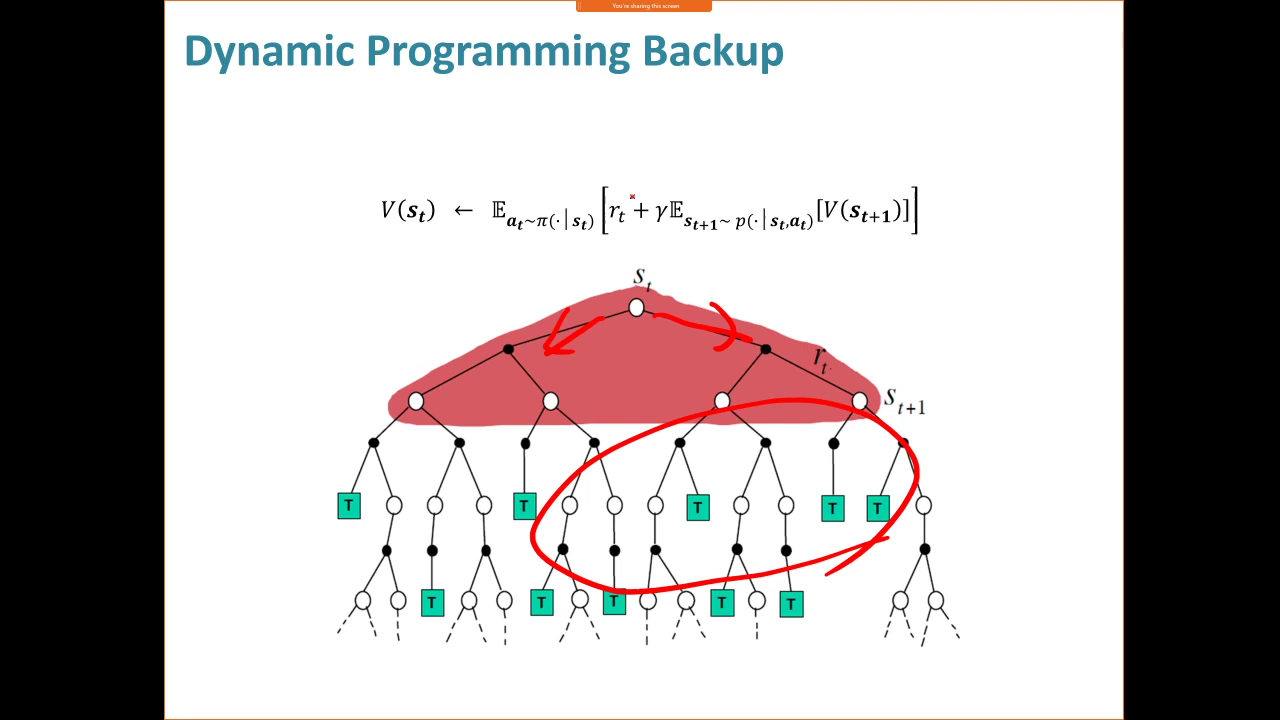 You're sharing this screen
Dynamic Programming Backup
V(s_t) ← 𝔼_{a_t∼π(·|s_t)} [r_t + γ𝔼_{s_{t+1}∼ p(·|s_t,a_t)}[V(s_{t+1})]]
s_t
r_t
s_{t+1}
T T T T T
T T T T T